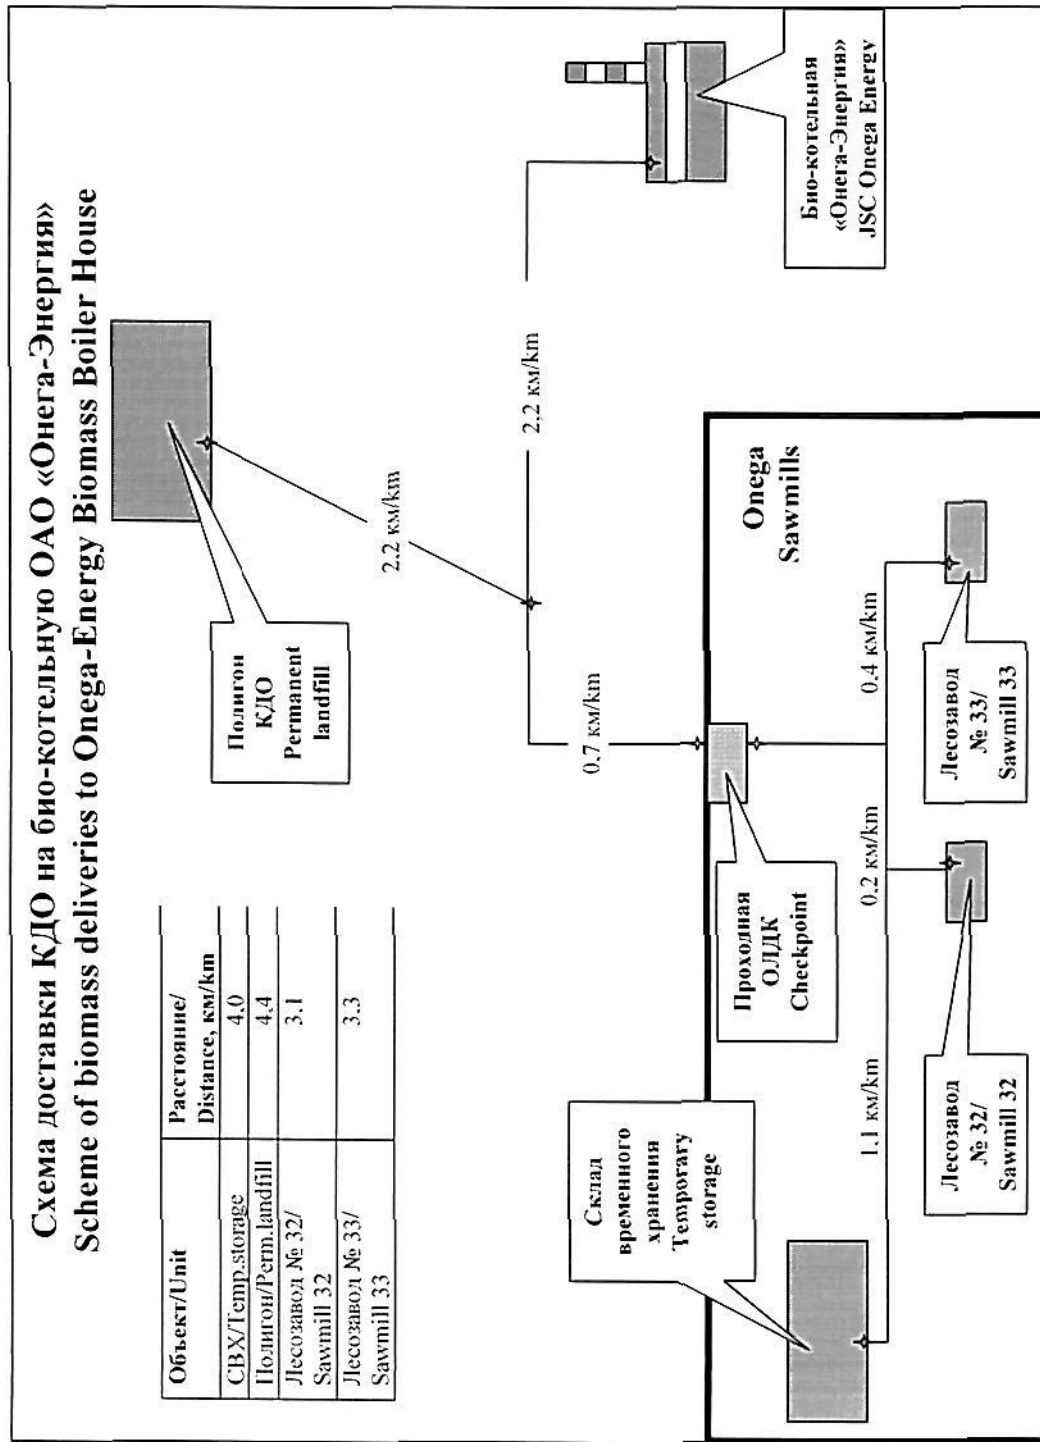 Схема доставки КДО на био-котельную ОАО «Онега-Энергия»
Scheme of biomass deliveries to Onega-Energy Biomass Boiler House
Объект/Unit
Расстояние/
Distance, км/km
СВХ/Temp.storage
4.0
Полигон/Perm.landfill
4.4
Лесозавод № 32/
Sawmill 32
3.1
Лесозавод № 33/
Sawmill 33
3.3
Полигон
КДО
Permanent
landfill
2.2 км/km
2.2 км/km
Био-котельная
«Онега-Энергия»
JSC Onega Energy
0.7 км/km
Onega
Sawmills
Склад
временного
хранения
Temporary
storage
Проходная
ОЛДК
Checkpoint
1.1 км/km
0.2 км/km
0.4 км/km
Лесозавод
№ 32/
Sawmill 32
Лесозавод
№ 33/
Sawmill 33